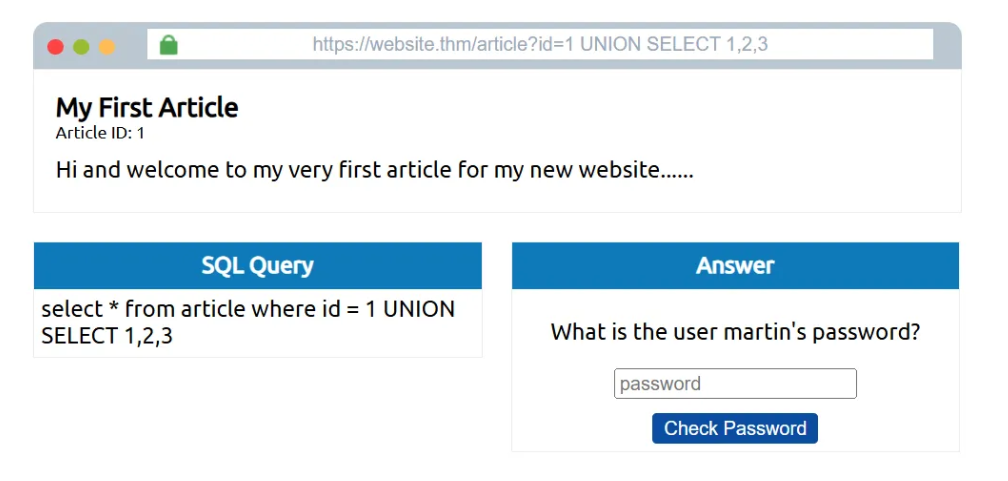 https://website.thm/article?id=1 UNION SELECT 1,2,3
My First Article
Article ID: 1
Hi and welcome to my very first article for my new website......
SQL Query
select * from article where id = 1 UNION
SELECT 1,2,3
Answer
What is the user martin's password?
password
Check Password